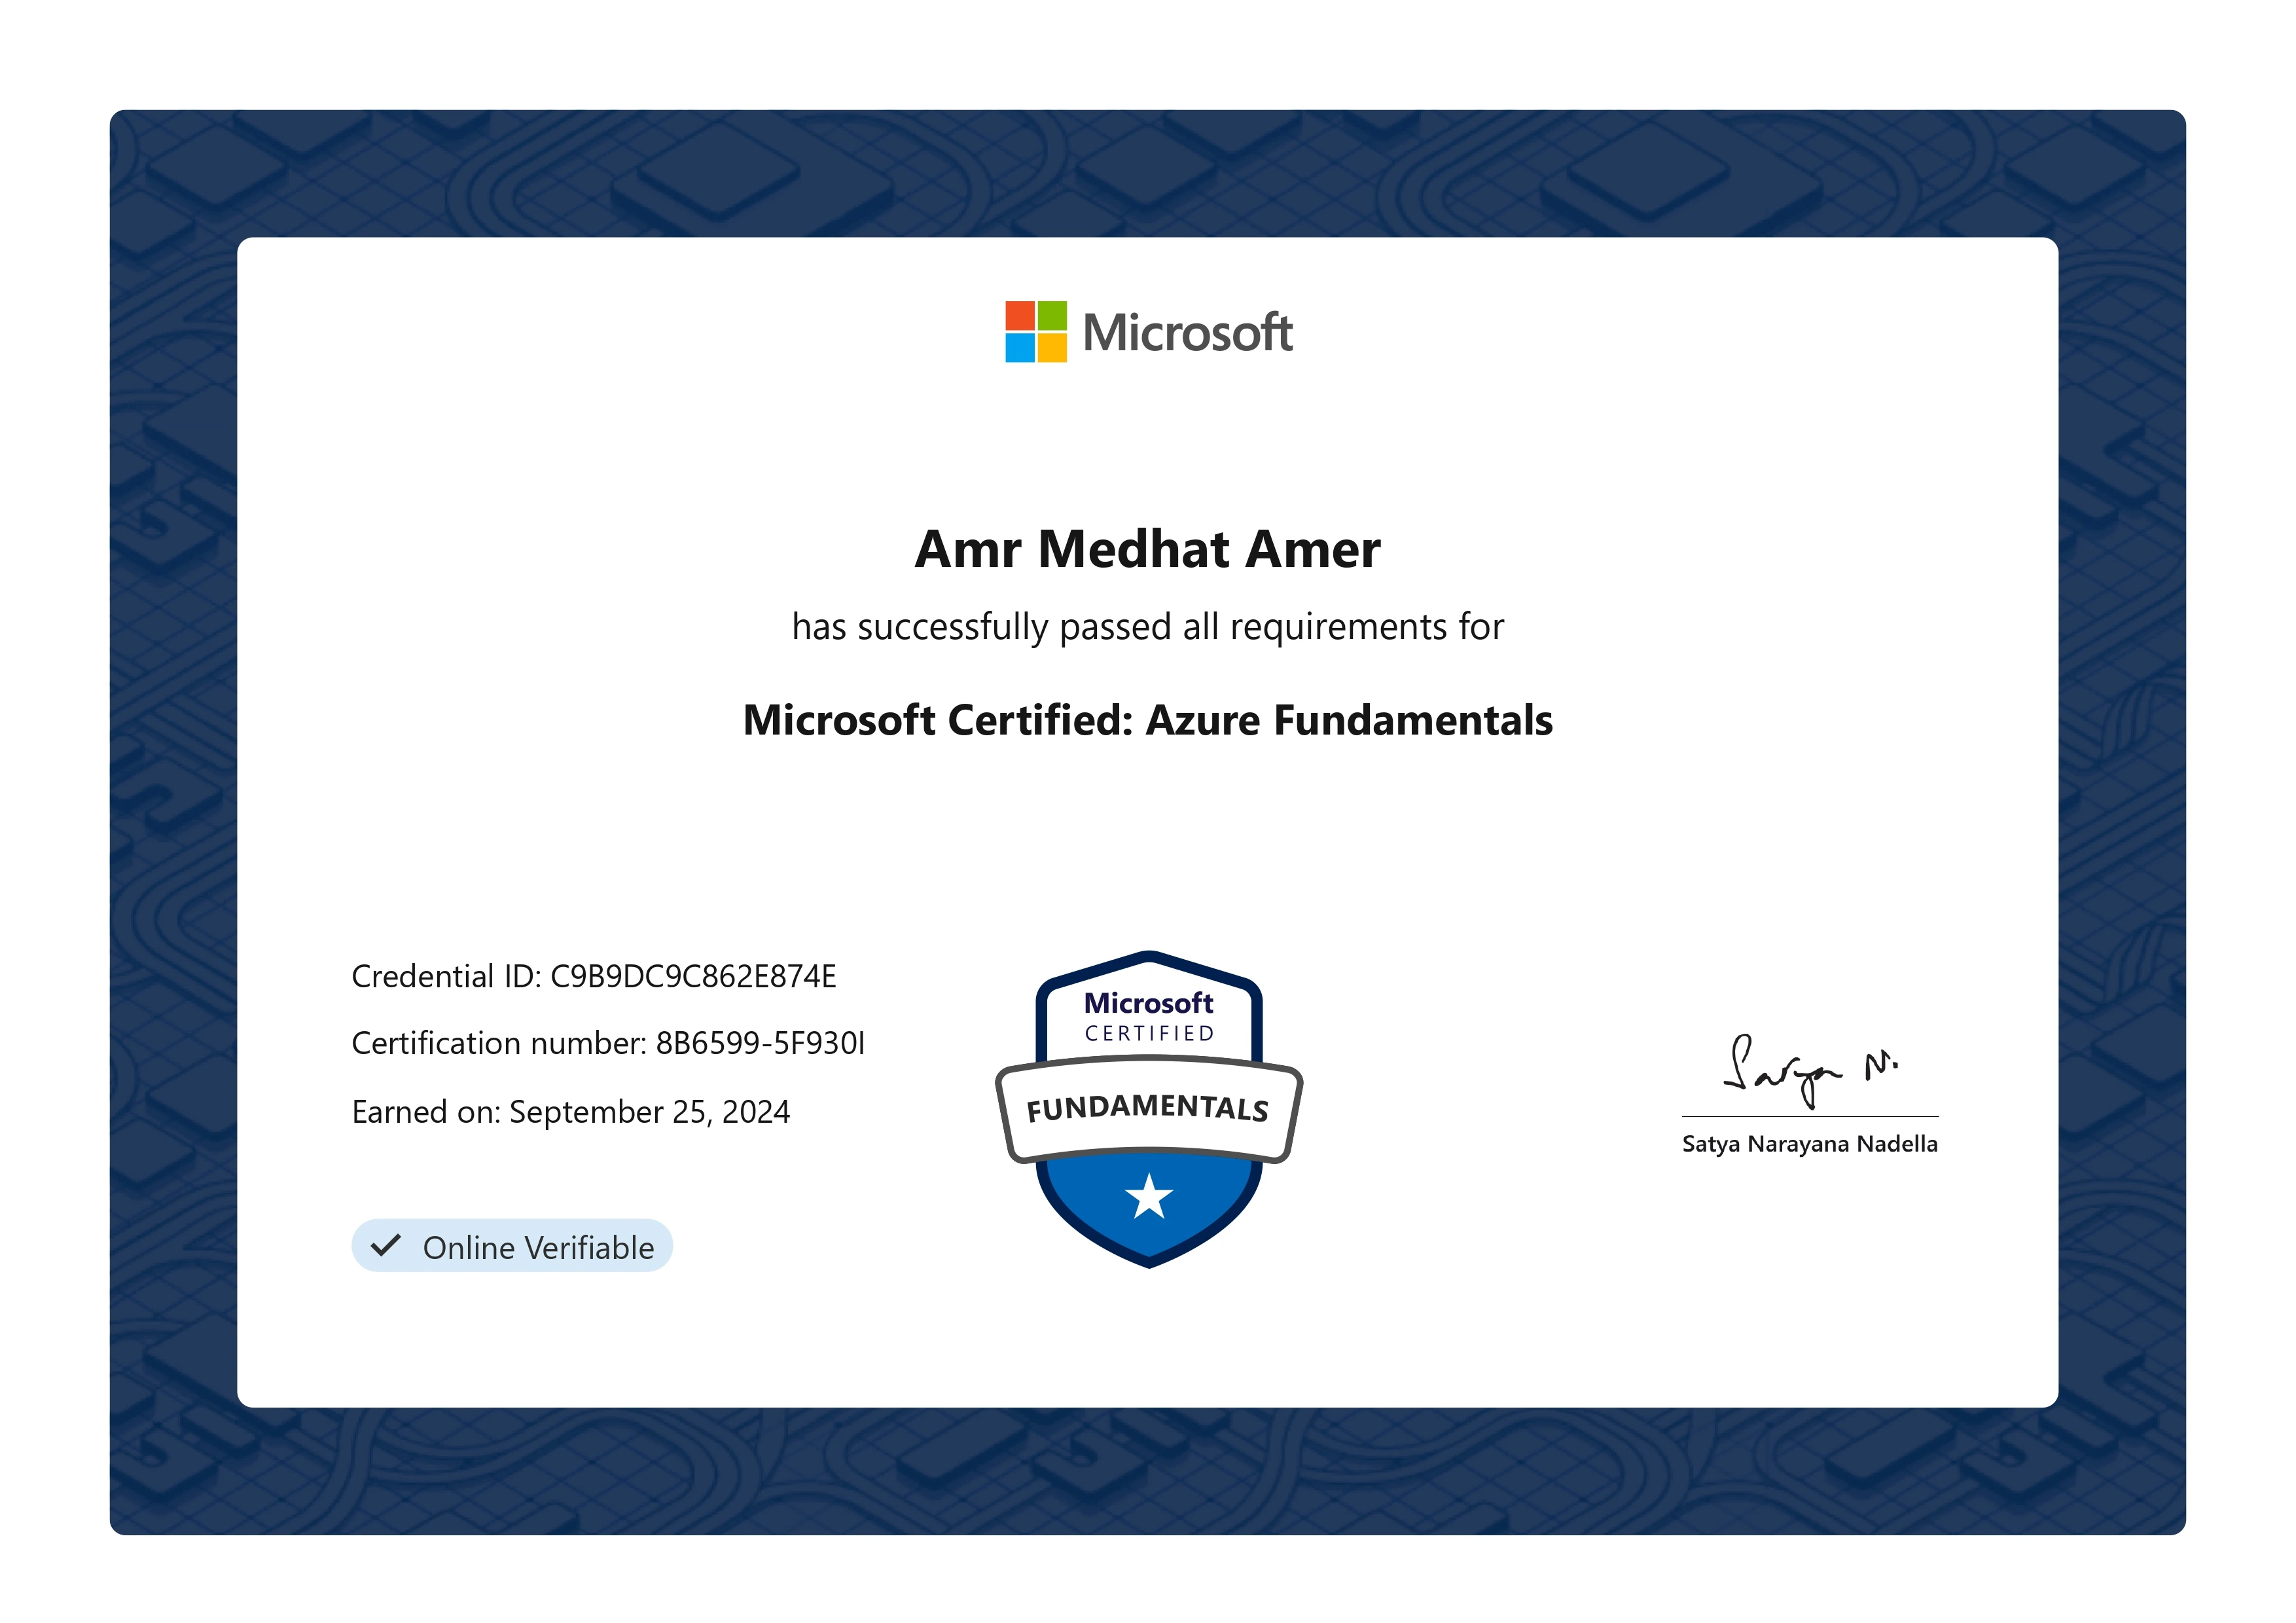 Microsoft
Amr Medhat Amer
has successfully passed all requirements for
Microsoft Certified: Azure Fundamentals
Credential ID: C9B9DC9C862E874E
Certification number: 8B6599-5F930I
Earned on: September 25, 2024
Online Verifiable
Microsoft
CERTIFIED
FUNDAMENTALS
Satya N.
Satya Narayana Nadella